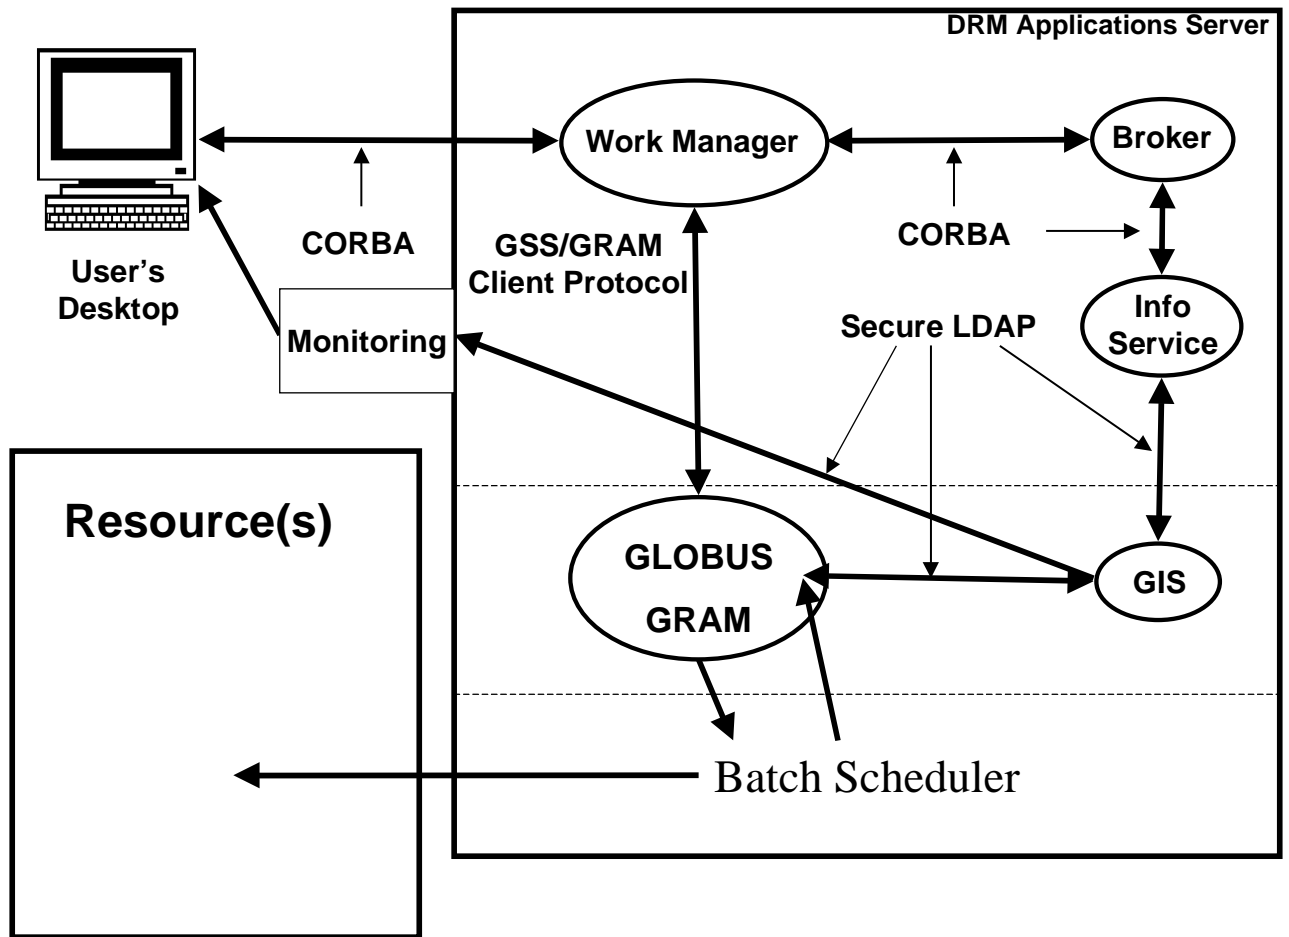 DRM Applications Server
Work Manager
Broker
CORBA
GSS/GRAM
Client Protocol
CORBA
User’s
Desktop
Monitoring
Secure LDAP
Info
Service
Resource(s)
GLOBUS
GRAM
GIS
Batch Scheduler